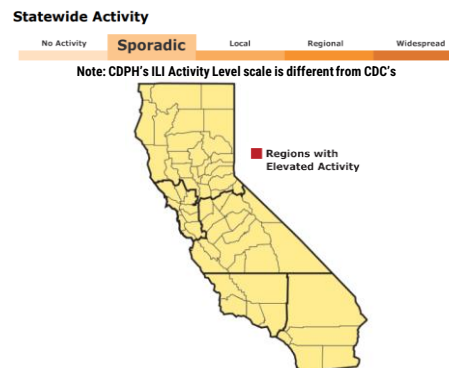 Statewide Activity
No Activity
Sporadic
Local
Regional
Widespread
Note: CDPH's ILI Activity Level scale is different from CDC's
Regions with
Elevated Activity